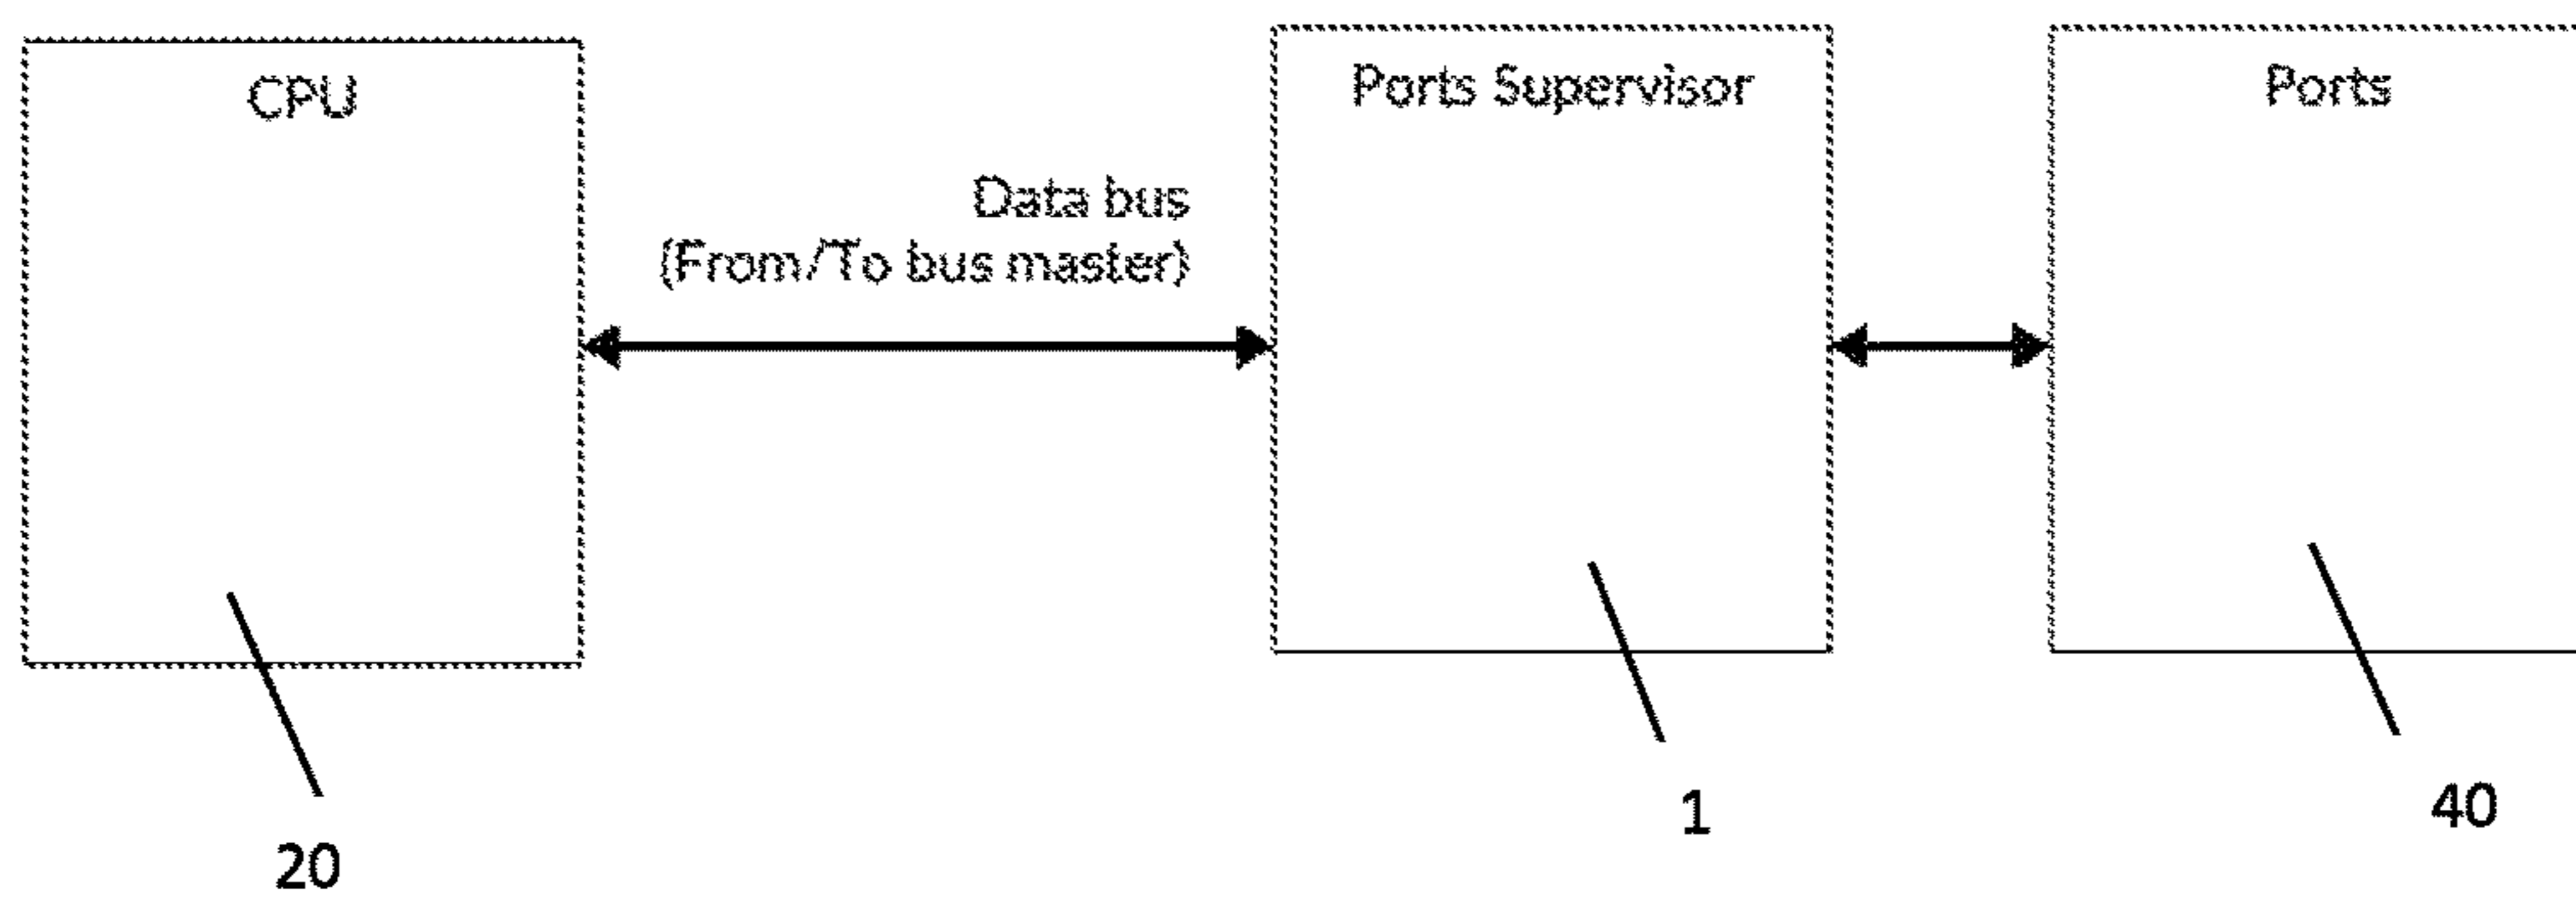 CPU
Data bus
(From/To bus master)
Ports Supervisor
Ports
20
1
40